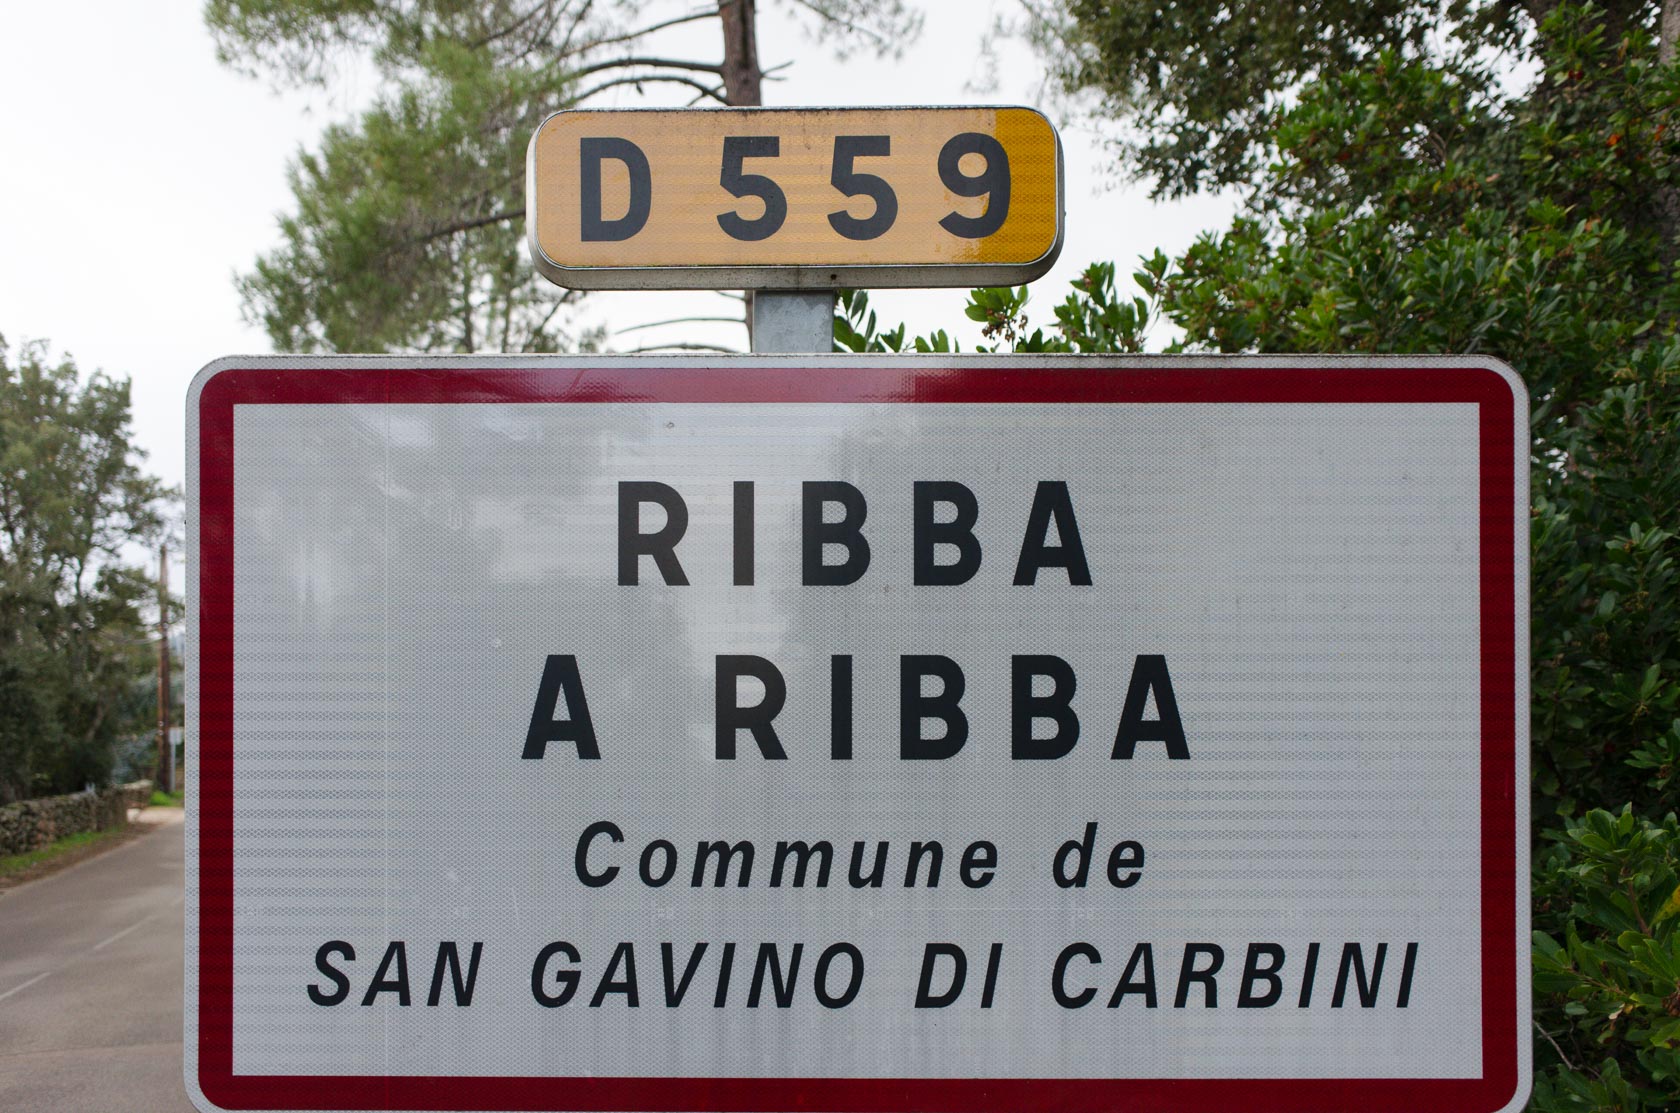 D 559
RIBBA
A RIBBA
Commune de
SAN GAVINO DI CARBINI